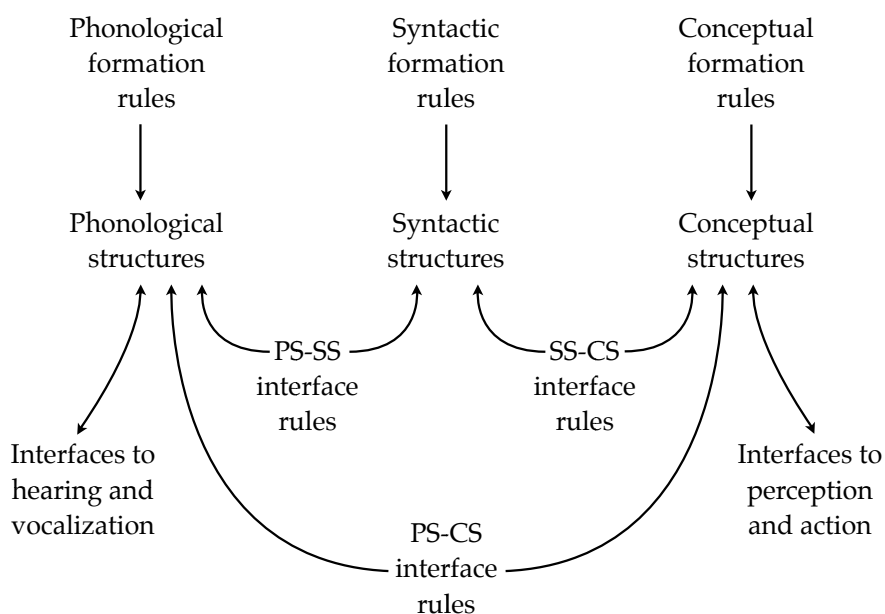 Phonological
formation
rules
Syntactic
formation
rules
Conceptual
formation
rules
Phonological
structures
Syntactic
structures
Conceptual
structures
PS-SS
interface
rules
SS-CS
interface
rules
Interfaces to
hearing and
vocalization
PS-CS
interface
rules
Interfaces to
perception
and action